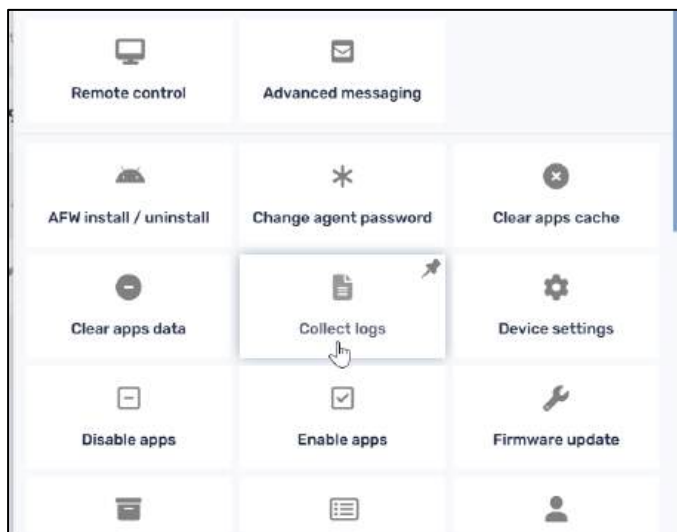 Remote control
Advanced messaging
AFW install / uninstall
Change agent password
Clear apps cache
Clear apps data
Collect logs
Device settings
Disable apps
Enable apps
Firmware update